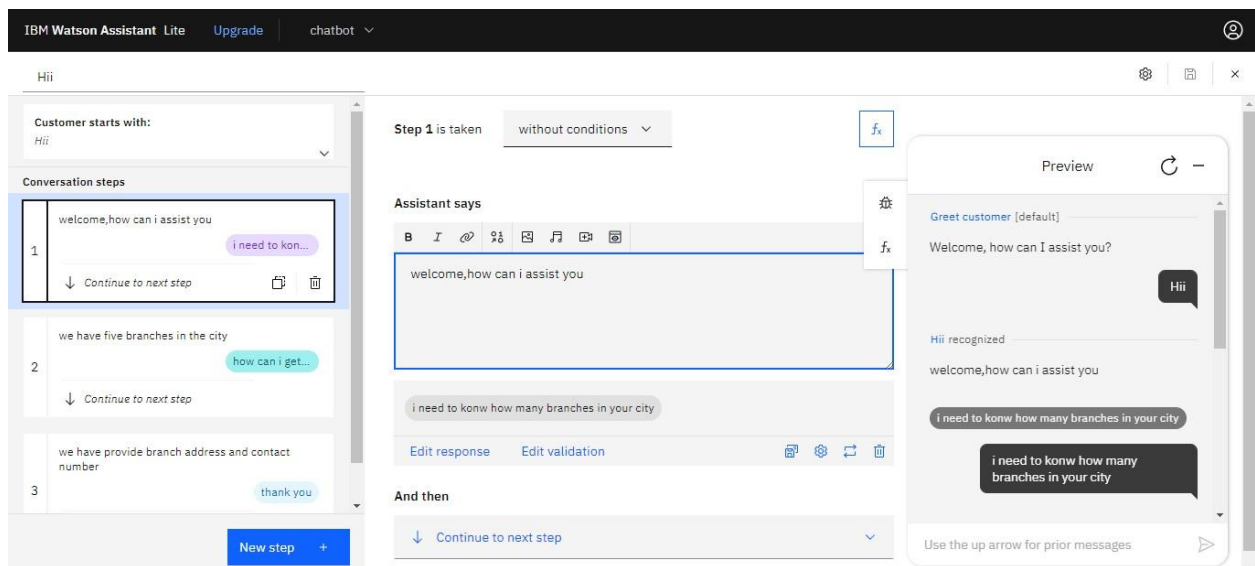 IBM Watson Assistant Lite Upgrade chatbot
Hii
Customer starts with:
Hii
Conversation steps
1
welcome,how can i assist you
i need to kon...
Continue to next step
2
we have five branches in the city
how can i get...
Continue to next step
3
we have provide branch address and contact
number
thank you
New step +
Step 1 is taken without conditions
fx
Assistant says
B I
fx
welcome,how can i assist you
i need to konw how many branches in your city
Edit response Edit validation
And then
Continue to next step
Preview
Greet customer [default]
Welcome, how can I assist you?
Hii
Hii recognized
welcome,how can i assist you
i need to konw how many branches in your city
i need to konw how many
branches in your city
Use the up arrow for prior messages